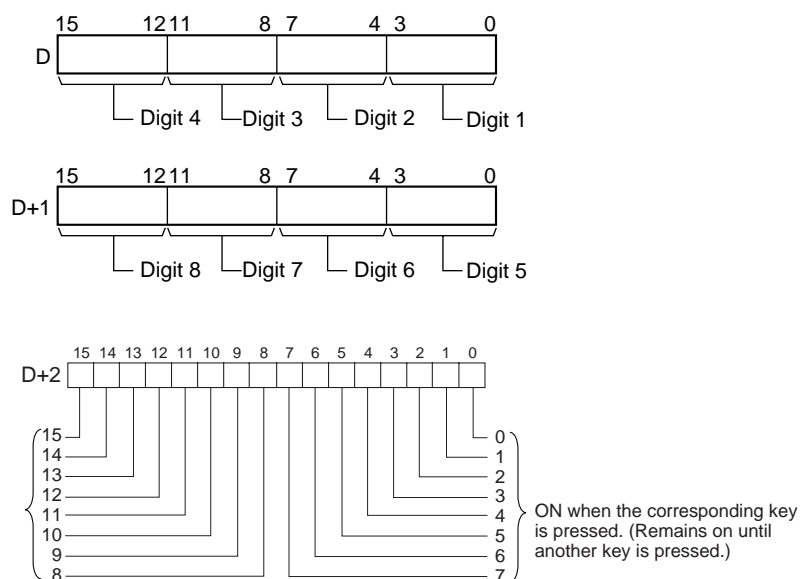 15 12 11 8 7 4 3 0
D
Digit 4 Digit 3 Digit 2 Digit 1
15 12 11 8 7 4 3 0
D+1
Digit 8 Digit 7 Digit 6 Digit 5
15 14 13 12 11 10 9 8 7 6 5 4 3 2 1 0
D+2
15 0
14 1
13 2
12 3
11 4
10 5
9 6
8 7
ON when the corresponding key
is pressed. (Remains on until
another key is pressed.)